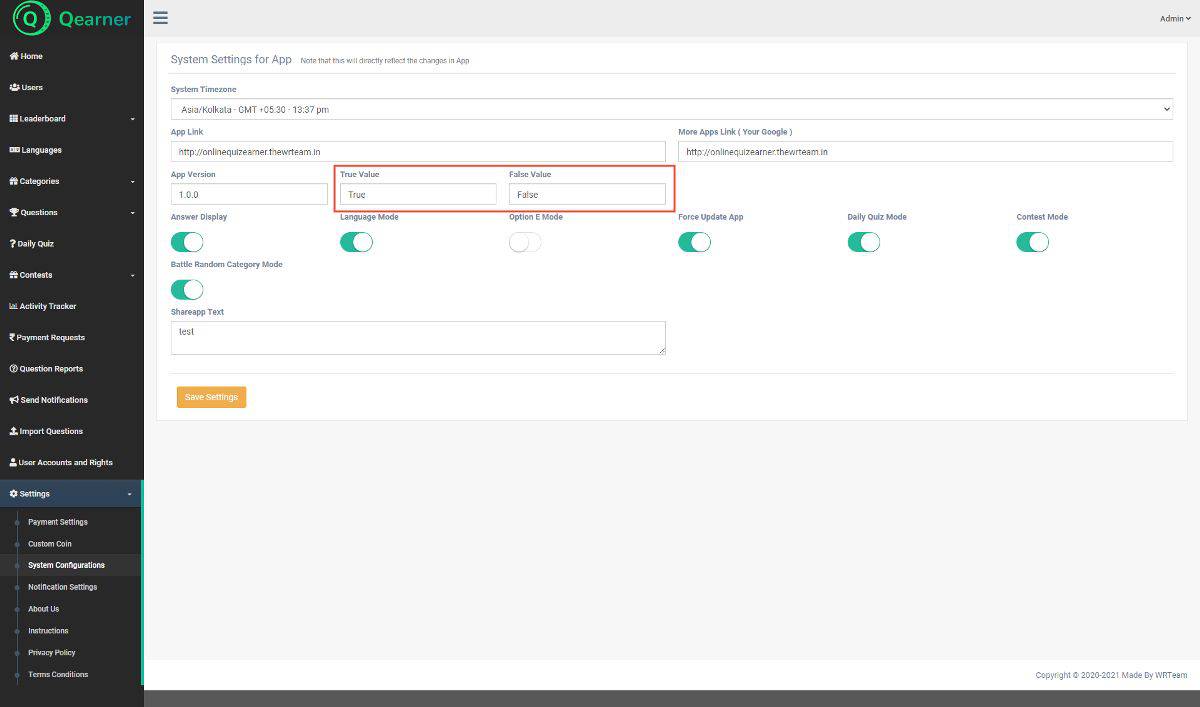 Q Qearner
Admin
Home
Users
Leaderboard
Languages
Categories
Questions
Daily Quiz
Contests
Activity Tracker
Payment Requests
Question Reports
Send Notifications
Import Questions
User Accounts and Rights
Settings
Payment Settings
Custom Coin
System Configurations
Notification Settings
About Us
Instructions
Privacy Policy
Terms Conditions
System Settings for App Note that this will directly reflect the changes in App
System Timezone
Asia/Kolkata - GMT +05:30 - 13:37 pm
App Link More Apps Link ( Your Google )
http://onlinequizearner.thewrteam.in http://onlinequizearner.thewrteam.in
App Version True Value False Value
1.0.0 True False
Answer Display Language Mode Option E Mode Force Update App Daily Quiz Mode Contest Mode
Battle Random Category Mode
Shareapp Text
test
Save Settings
Copyright © 2020-2021 Made By WRTeam